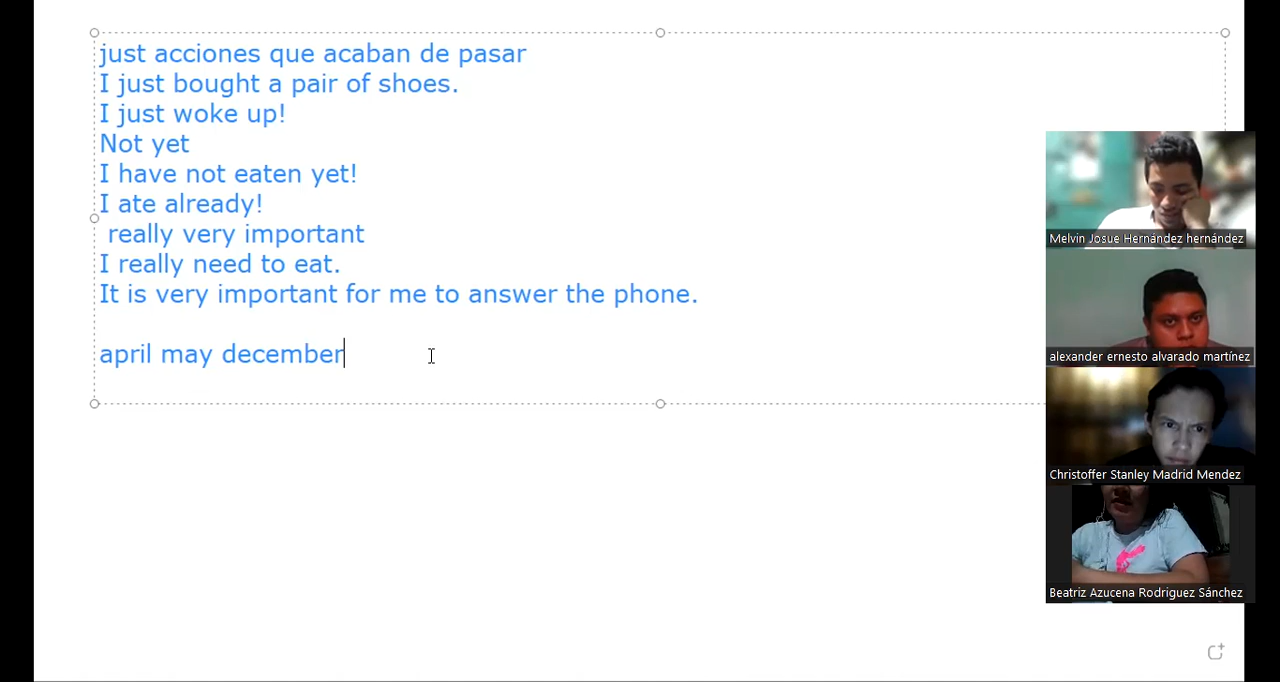 just acciones que acaban de pasar
I just bought a pair of shoes.
I just woke up!
Not yet
I have not eaten yet!
I ate already!
really very important
I really need to eat.
It is very important for me to answer the phone.
april may december
Melvin Josue Hernández hernández
alexander ernesto alvarado martínez
Christoffer Stanley Madrid Mendez
Beatriz Azucena Rodriguez Sánchez